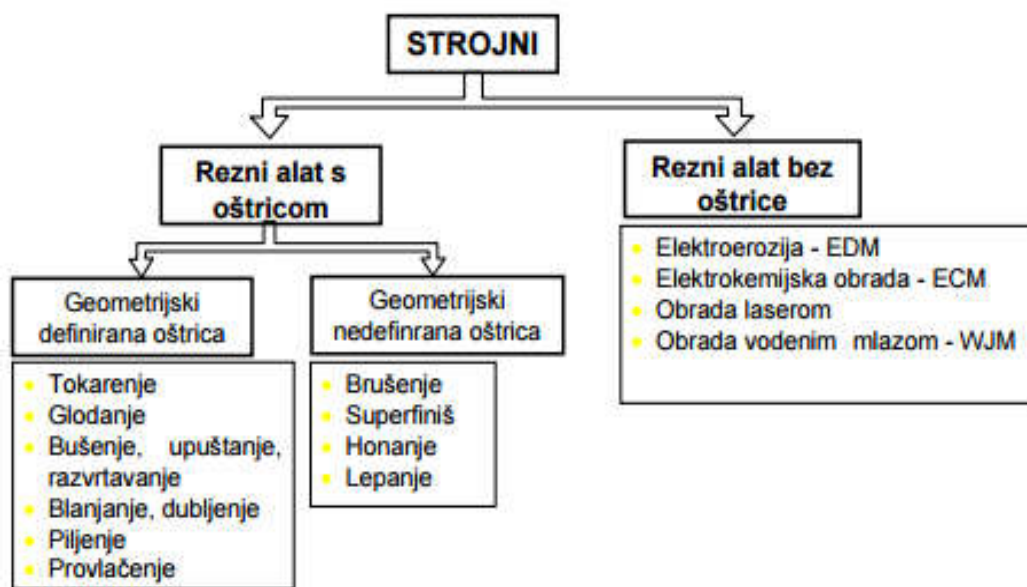 STROJNI
Rezni alat s
oštricom
Rezni alat bez
oštrice
• Elektroerozija - EDM
• Elektrokemijska obrada - ECM
• Obrada laserom
• Obrada vodenim mlazom - WJM
Geometrijski
definirana oštrica
Geometrijski
nedefinrana oštrica
• Tokarenje
• Glodanje
• Bušenje, upuštanje,
razvrtavanje
• Blanjanje, dubljenje
• Piljenje
• Provlačenje
• Brušenje
• Superfiniš
• Honanje
• Lepanje